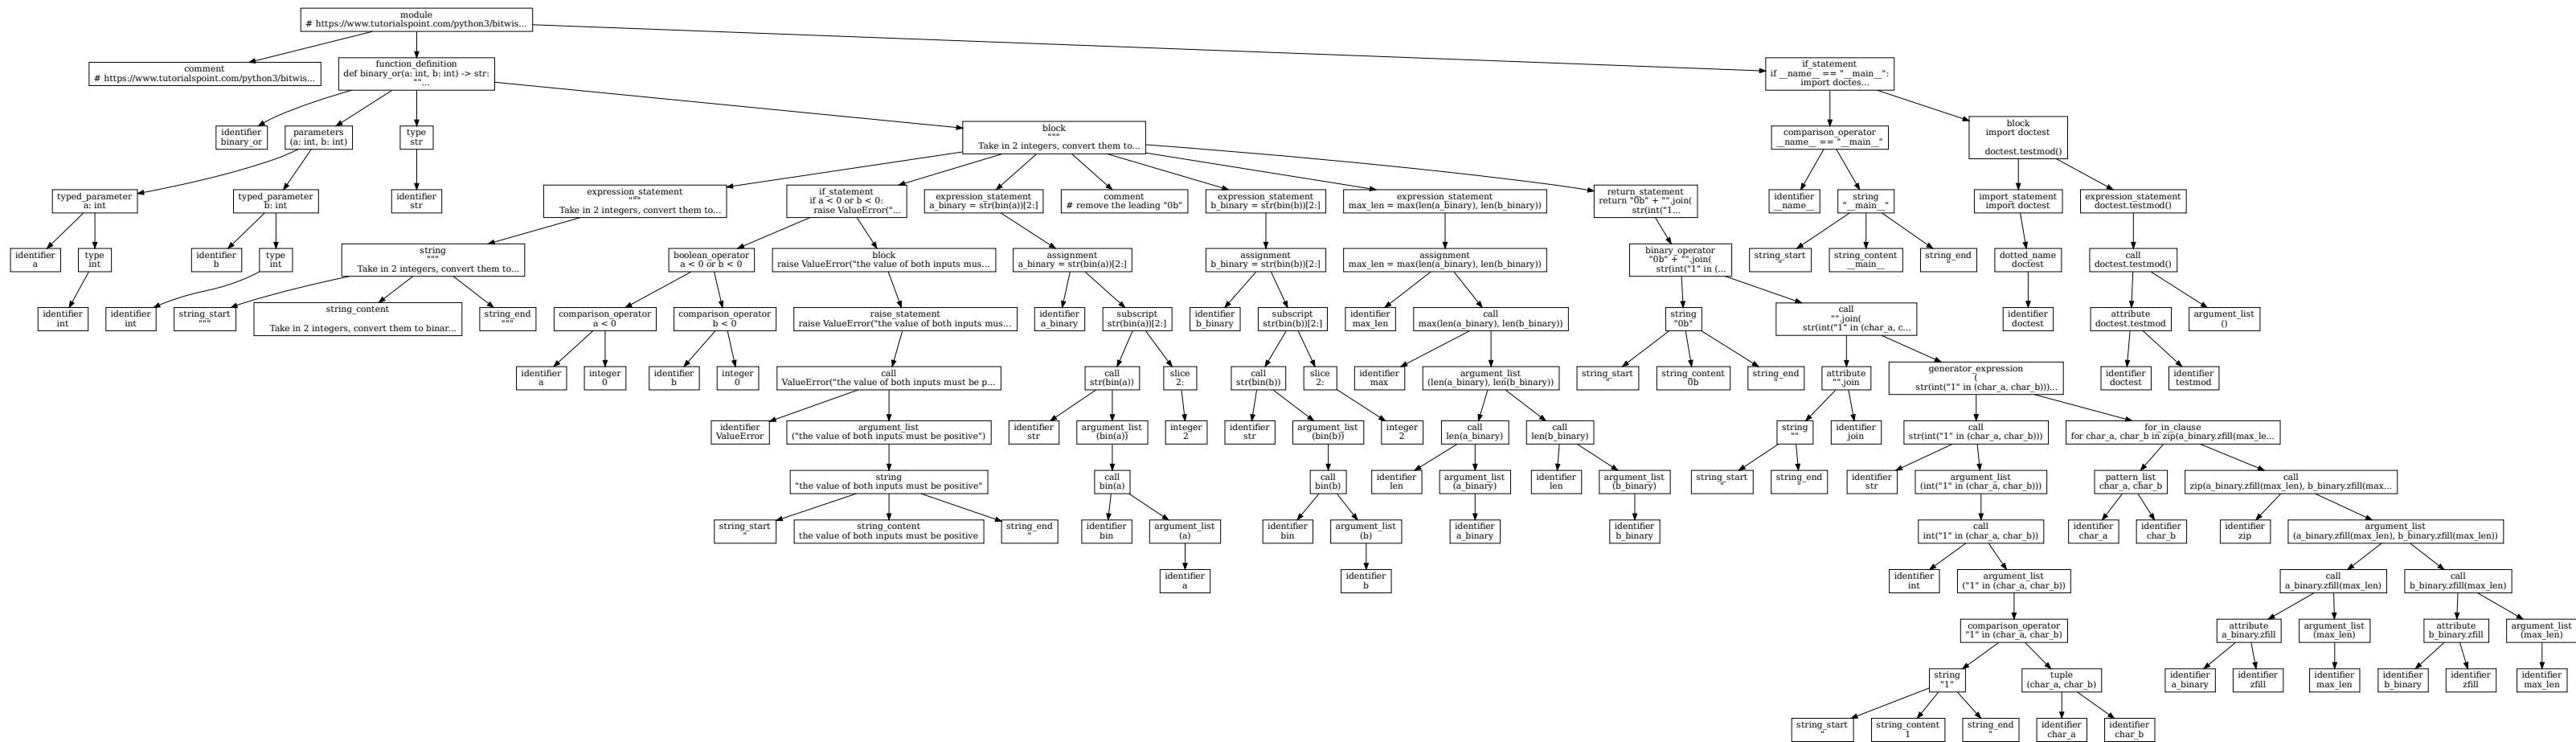 module
# https://www.tutorialspoint.com/python3/bitwis...
comment
# https://www.tutorialspoint.com/python3/bitwis...
function_definition
def binary_or(a: int, b: int) -> str:
""...
if_statement
if __name__ == "__main__":
import doctes...
identifier
binary_or
parameters
(a: int, b: int)
type
str
block
"""
Take in 2 integers, convert them to...
comparison_operator
__name__ == "__main__"
block
import doctest
doctest.testmod()
typed_parameter
a: int
typed_parameter
b: int
identifier
str
expression_statement
"""
Take in 2 integers, convert them to...
if_statement
if a < 0 or b < 0:
raise ValueError("...
expression_statement
a_binary = str(bin(a))[2:]
comment
# remove the leading "0b"
expression_statement
b_binary = str(bin(b))[2:]
expression_statement
max_len = max(len(a_binary), len(b_binary))
return_statement
return "0b" + "".join(
str(int("1...
identifier
__name__
string
"__main__"
import_statement
import doctest
expression_statement
doctest.testmod()
identifier
a
type
int
identifier
b
type
int
string
"""
Take in 2 integers, convert them to...
boolean_operator
a < 0 or b < 0
block
raise ValueError("the value of both inputs mus...
assignment
a_binary = str(bin(a))[2:]
assignment
b_binary = str(bin(b))[2:]
assignment
max_len = max(len(a_binary), len(b_binary))
binary_operator
"0b" + "".join(
str(int("1" in (...
string_start
"
string_content
__main__
string_end
"
dotted_name
doctest
call
doctest.testmod()
identifier
int
identifier
int
string_start
"""
string_content
Take in 2 integers, convert them to binar...
string_end
"""
comparison_operator
a < 0
comparison_operator
b < 0
raise_statement
raise ValueError("the value of both inputs mus...
identifier
a_binary
subscript
str(bin(a))[2:]
identifier
b_binary
subscript
str(bin(b))[2:]
identifier
max_len
call
max(len(a_binary), len(b_binary))
string
"0b"
call
"".join(
str(int("1" in (char_a, c...
identifier
doctest
attribute
doctest.testmod
argument_list
()
identifier
a
integer
0
identifier
b
integer
0
call
ValueError("the value of both inputs must be p...
call
str(bin(a))
slice
2:
call
str(bin(b))
slice
2:
identifier
max
argument_list
(len(a_binary), len(b_binary))
string_start
"
string_content
0b
string_end
"
attribute
"".join
generator_expression
(
str(int("1" in (char_a, char_b)))...
identifier
doctest
identifier
testmod
identifier
ValueError
argument_list
("the value of both inputs must be positive")
identifier
str
argument_list
(bin(a))
integer
2
identifier
str
argument_list
(bin(b))
integer
2
call
len(a_binary)
call
len(b_binary)
string
""
identifier
join
call
str(int("1" in (char_a, char_b)))
for_in_clause
for char_a, char_b in zip(a_binary.zfill(max_le...
string
"the value of both inputs must be positive"
call
bin(a)
call
bin(b)
identifier
len
argument_list
(a_binary)
identifier
len
argument_list
(b_binary)
string_start
"
string_end
"
identifier
str
argument_list
(int("1" in (char_a, char_b)))
pattern_list
char_a, char_b
call
zip(a_binary.zfill(max_len), b_binary.zfill(max...
string_start
"
string_content
the value of both inputs must be positive
string_end
"
identifier
bin
argument_list
(a)
identifier
bin
argument_list
(b)
identifier
a_binary
identifier
b_binary
call
int("1" in (char_a, char_b))
identifier
char_a
identifier
char_b
identifier
zip
argument_list
(a_binary.zfill(max_len), b_binary.zfill(max_len))
identifier
a
identifier
b
identifier
int
argument_list
("1" in (char_a, char_b))
call
a_binary.zfill(max_len)
call
b_binary.zfill(max_len)
comparison_operator
"1" in (char_a, char_b)
attribute
a_binary.zfill
argument_list
(max_len)
attribute
b_binary.zfill
argument_list
(max_len)
string
"1"
tuple
(char_a, char_b)
identifier
a_binary
identifier
zfill
identifier
max_len
identifier
b_binary
identifier
zfill
identifier
max_len
string_start
"
string_content
1
string_end
"
identifier
char_a
identifier
char_b